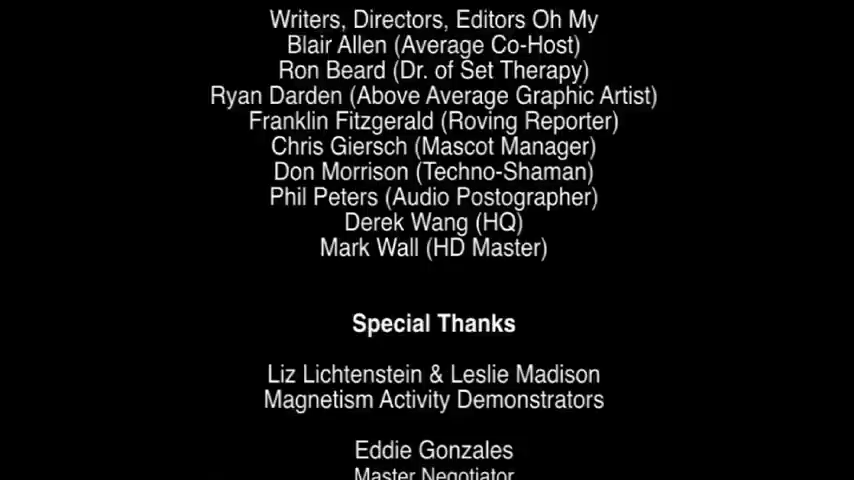 Writers, Directors, Editors Oh My
Blair Allen (Average Co-Host)
Ron Beard (Dr. of Set Therapy)
Ryan Darden (Above Average Graphic Artist)
Franklin Fitzgerald (Roving Reporter)
Chris Giersch (Mascot Manager)
Don Morrison (Techno-Shaman)
Phil Peters (Audio Postographer)
Derek Wang (HQ)
Mark Wall (HD Master)
Special Thanks
Liz Lichtenstein & Leslie Madison
Magnetism Activity Demonstrators
Eddie Gonzales
Master Negotiator